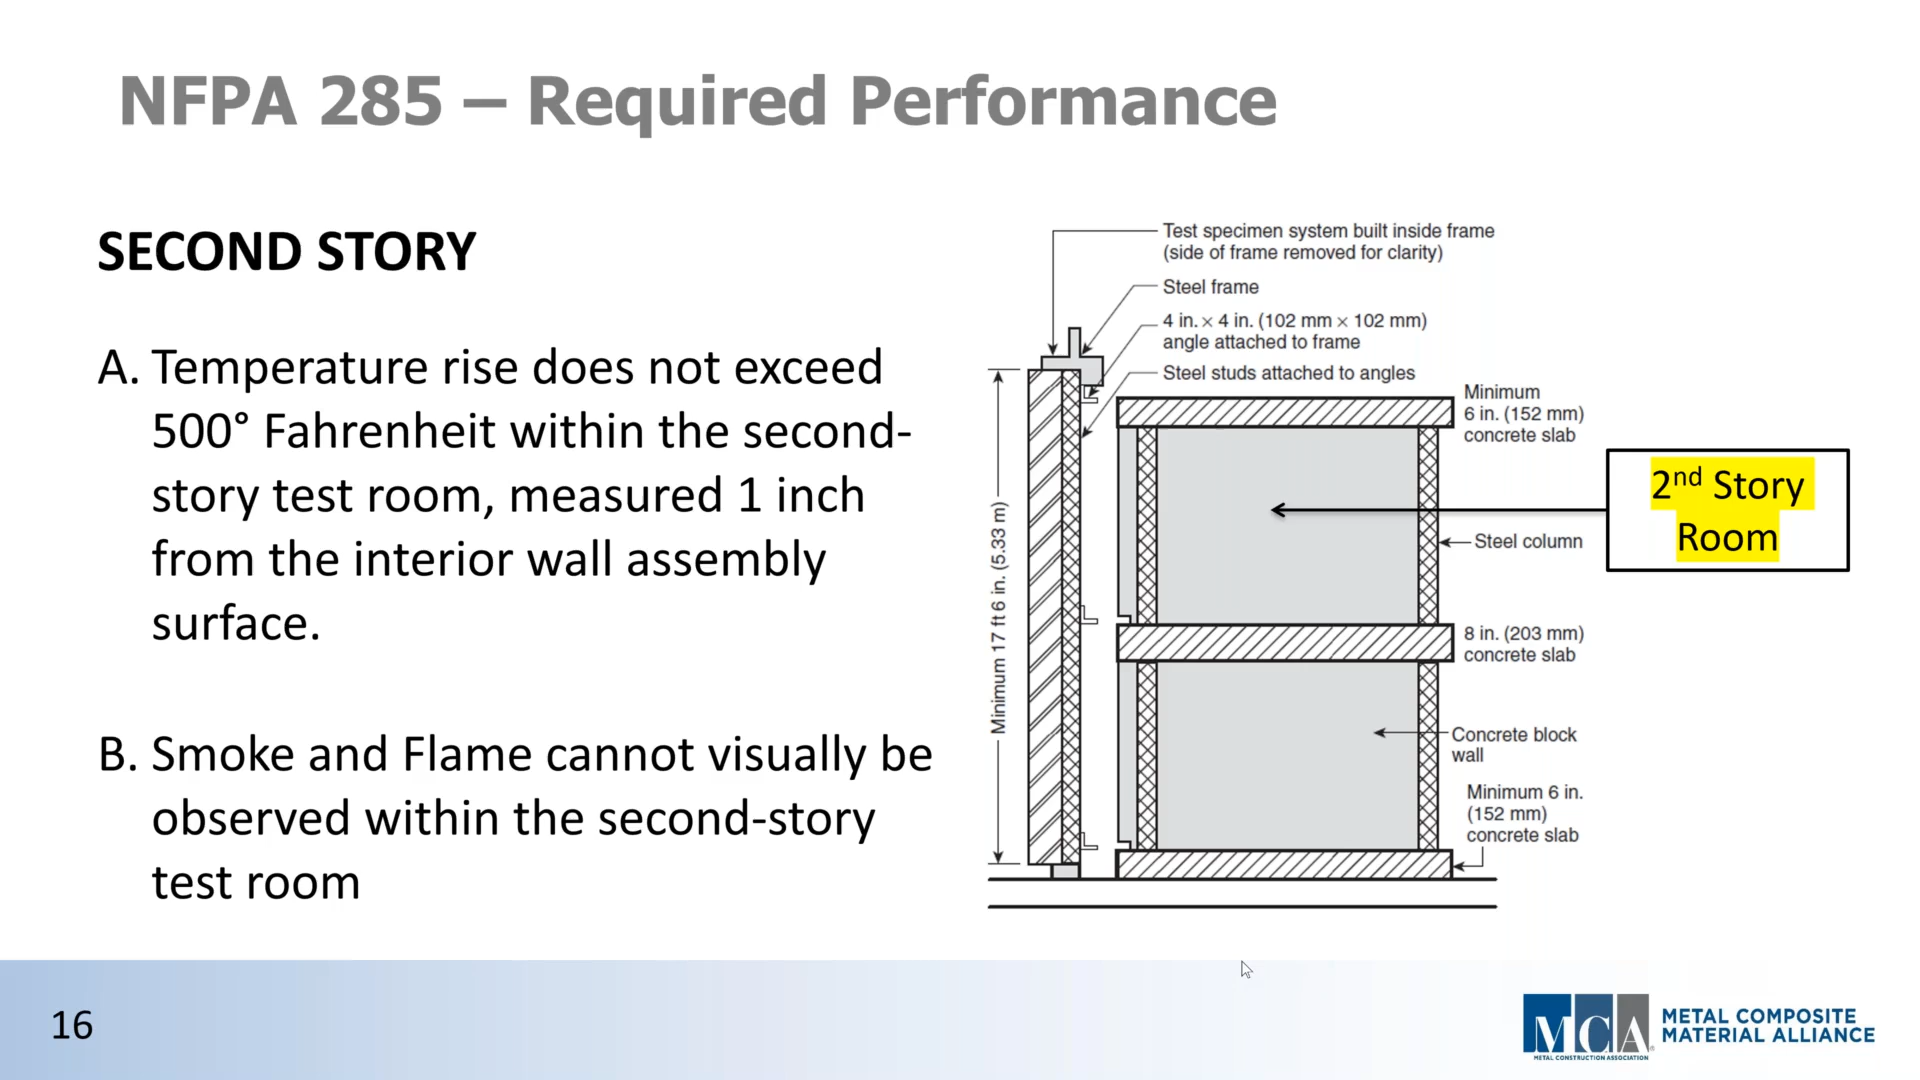 NFPA 285 – Required Performance
SECOND STORY
A. Temperature rise does not exceed
500° Fahrenheit within the second-
story test room, measured 1 inch
from the interior wall assembly
surface.
B. Smoke and Flame cannot visually be
observed within the second-story
test room
Test specimen system built inside frame
(side of frame removed for clarity)
Steel frame
4 in. × 4 in. (102 mm × 102 mm)
angle attached to frame
Steel studs attached to angles
Minimum
6 in. (152 mm)
concrete slab
2nd Story
Room
Steel column
Minimum 17 ft 6 in. (5.33 m)
8 in. (203 mm)
concrete slab
Concrete block
wall
Minimum 6 in.
(152 mm)
concrete slab
16
MCA®
METAL CONSTRUCTION ASSOCIATION
METAL COMPOSITE
MATERIAL ALLIANCE